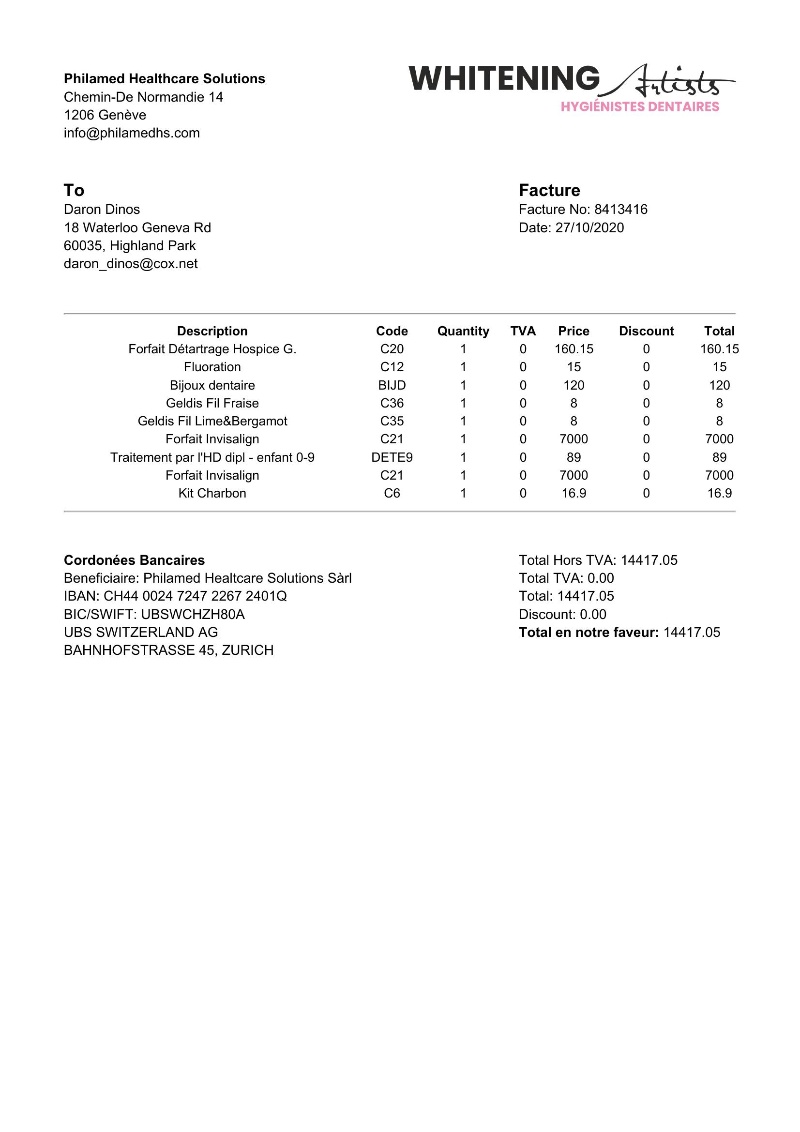 Philamed Healthcare Solutions
Chemin-De Normandie 14
1206 Genève
info@philamedhs.com
WHITENING Artists
HYGIÉNISTES DENTAIRES
To
Daron Dinos
18 Waterloo Geneva Rd
60035, Highland Park
daron_dinos@cox.net
Facture
Facture No: 8413416
Date: 27/10/2020
Description Code Quantity TVA Price Discount Total
Forfait Détartrage Hospice G. C20 1 0 160.15 0 160.15
Fluoration C12 1 0 15 0 15
Bijoux dentaire BIJD 1 0 120 0 120
Geldis Fil Fraise C36 1 0 8 0 8
Geldis Fil Lime&Bergamot C35 1 0 8 0 8
Forfait Invisalign C21 1 0 7000 0 7000
Traitement par l'HD dipl - enfant 0-9 DETE9 1 0 89 0 89
Forfait Invisalign C21 1 0 7000 0 7000
Kit Charbon C6 1 0 16.9 0 16.9
Cordonées Bancaires
Beneficiaire: Philamed Healtcare Solutions Sàrl
IBAN: CH44 0024 7247 2267 2401Q
BIC/SWIFT: UBSWCHZH80A
UBS SWITZERLAND AG
BAHNHOFSTRASSE 45, ZURICH
Total Hors TVA: 14417.05
Total TVA: 0.00
Total: 14417.05
Discount: 0.00
Total en notre faveur: 14417.05